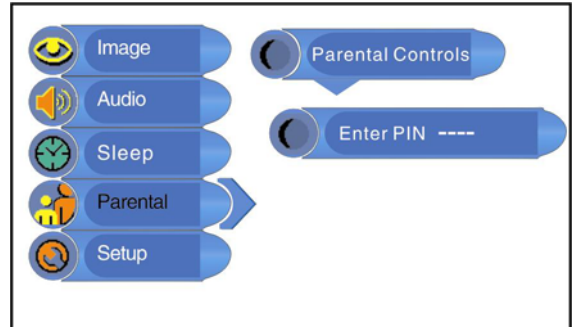 Image
Audio
Sleep
Parental
Setup
Parental Controls
Enter PIN ----